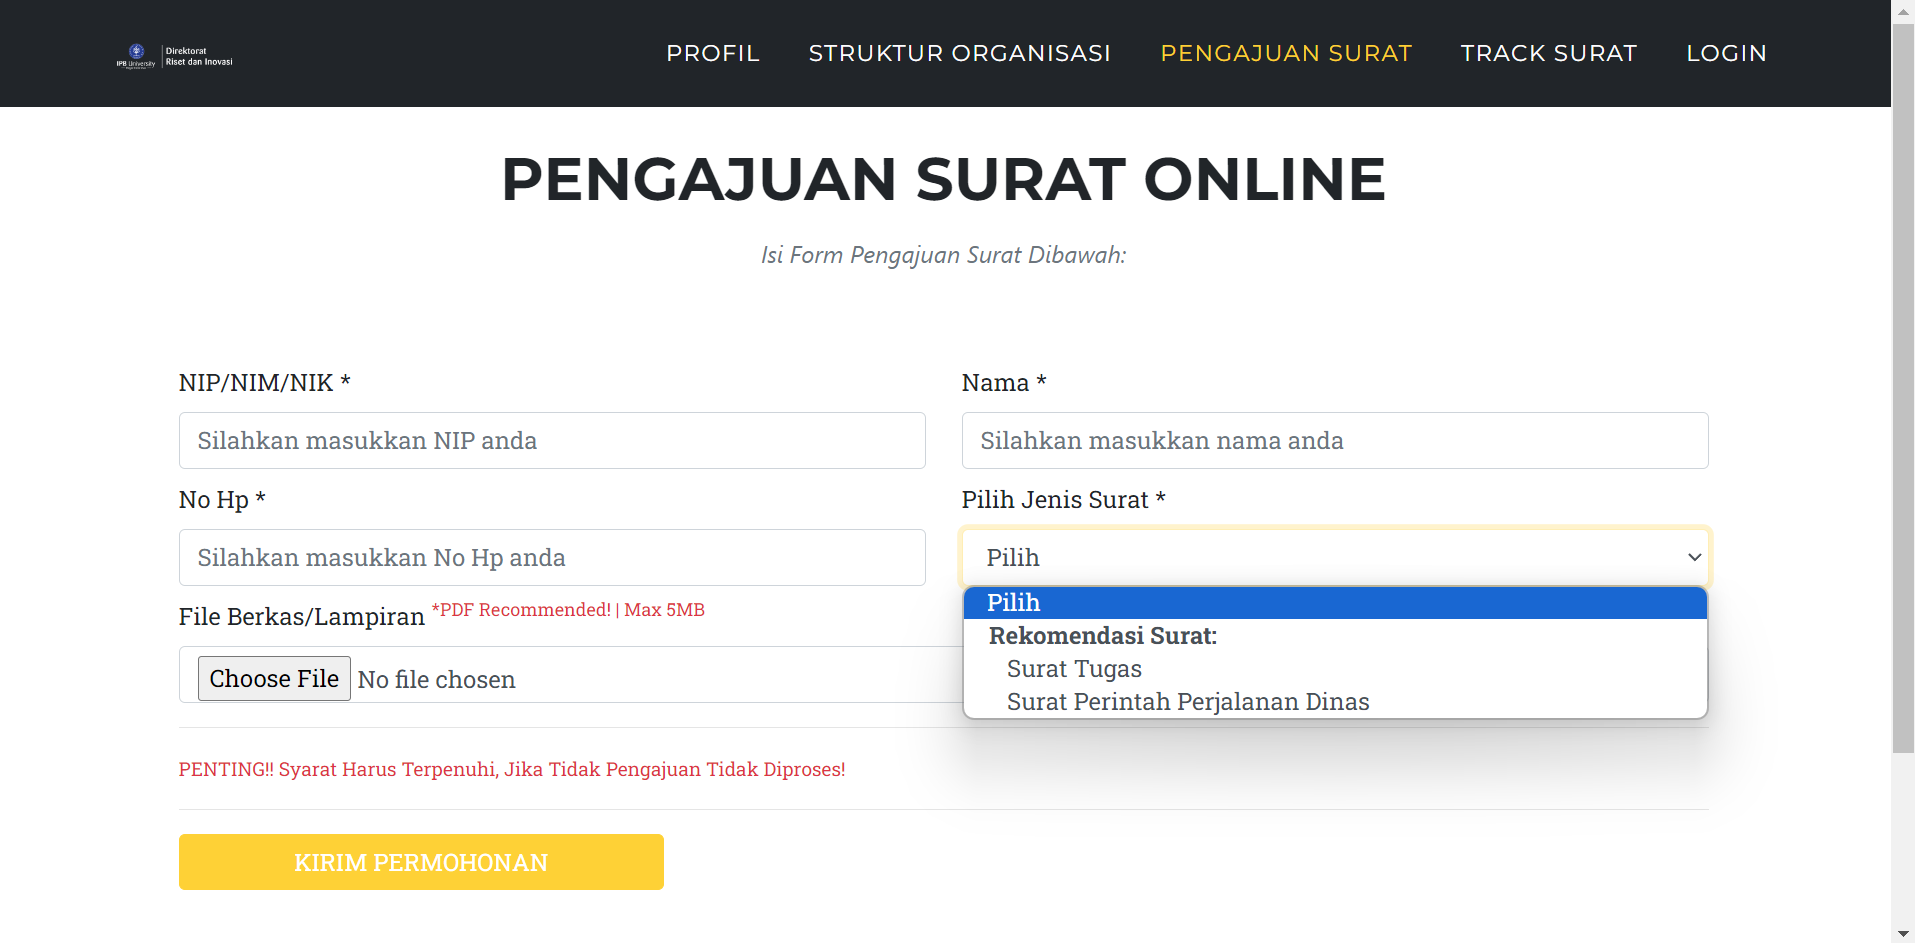 IPB University
Direktorat
Riset dan Inovasi
PROFIL
STRUKTUR ORGANISASI
PENGAJUAN SURAT
TRACK SURAT
LOGIN
PENGAJUAN SURAT ONLINE
Isi Form Pengajuan Surat Dibawah:
NIP/NIM/NIK *
Silahkan masukkan NIP anda
Nama *
Silahkan masukkan nama anda
No Hp *
Silahkan masukkan No Hp anda
Pilih Jenis Surat *
Pilih
Pilih
Rekomendasi Surat:
Surat Tugas
Surat Perintah Perjalanan Dinas
File Berkas/Lampiran *PDF Recommended! | Max 5MB
Choose File No file chosen
PENTING!! Syarat Harus Terpenuhi, Jika Tidak Pengajuan Tidak Diproses!
KIRIM PERMOHONAN